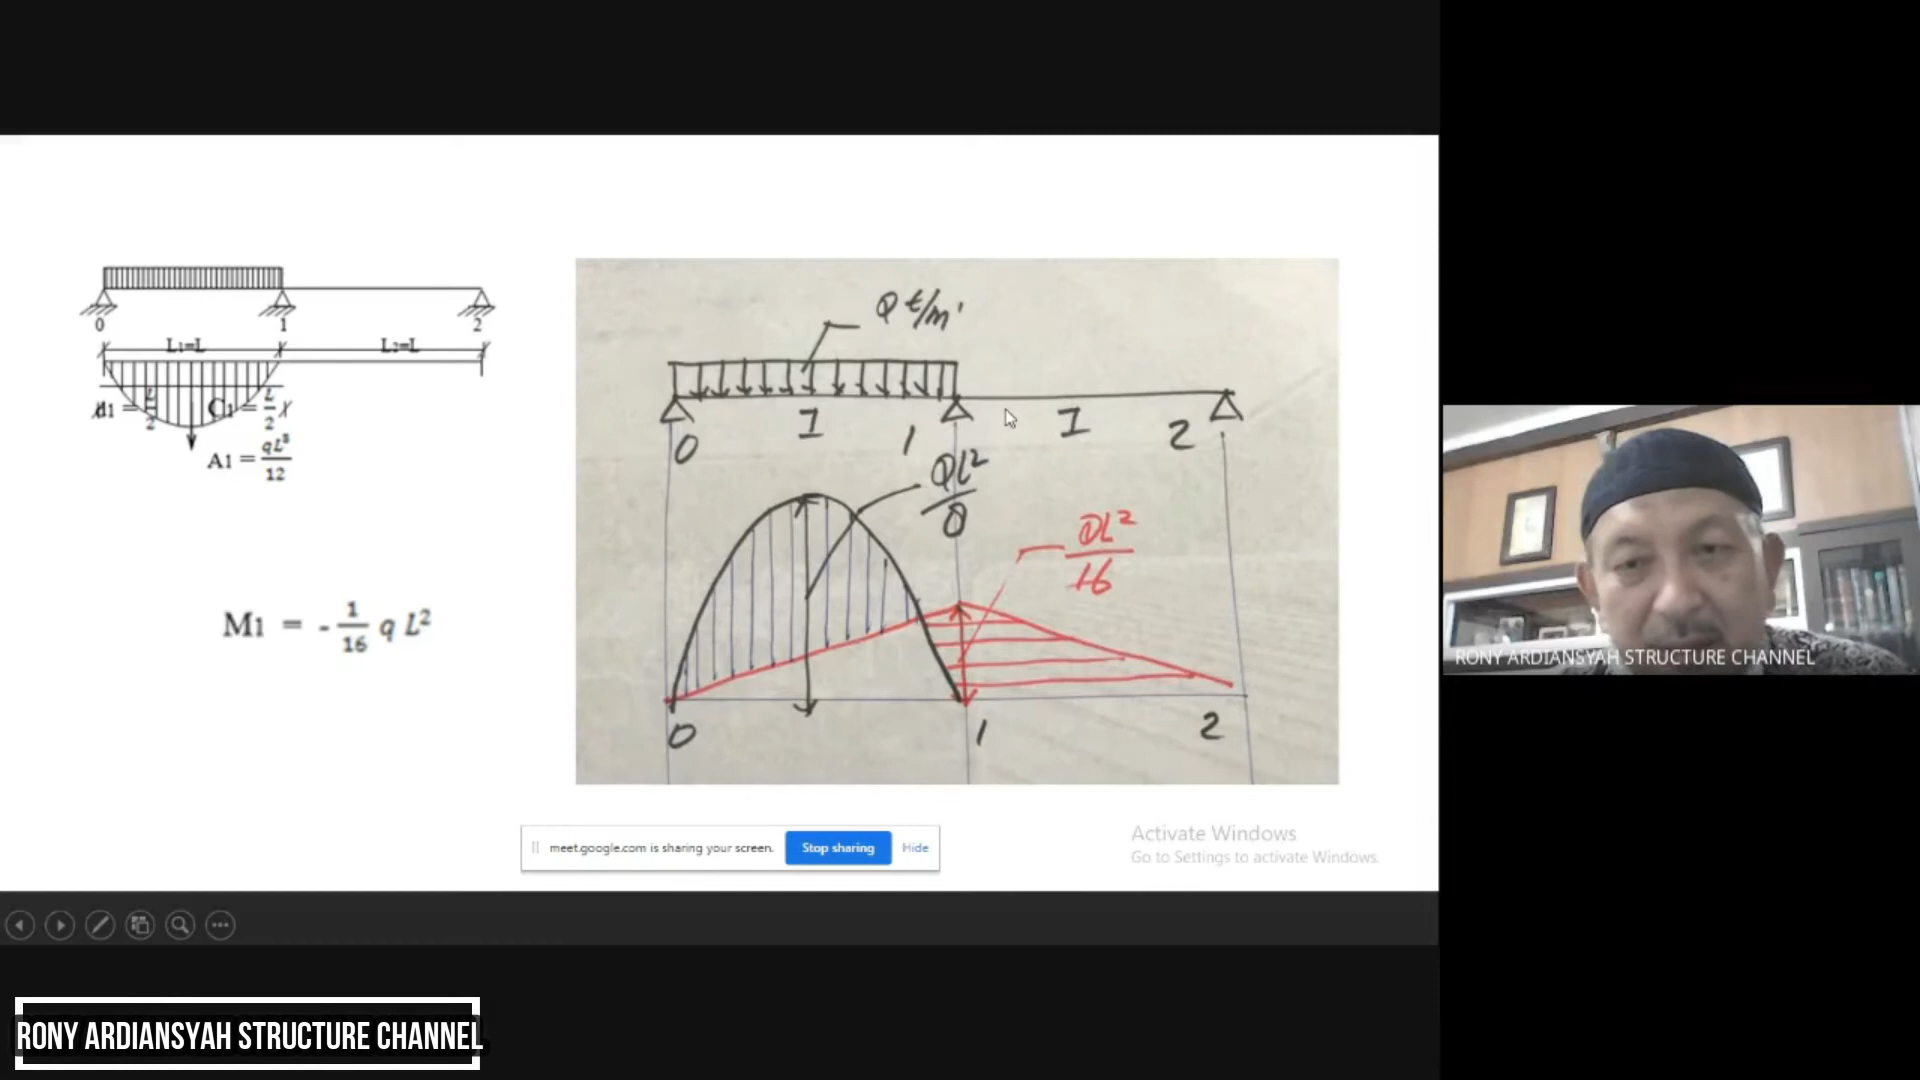 0
1
2
L1=L
L2=L
a1 = L/2
C1 = L/2
A1 = qL³/12
M1 = - 1/16 q L²
Q t/m'
I
I
0
1
2
QL²/8
QL²/16
0
1
2
meet.google.com is sharing your screen.
Stop sharing
Hide
Activate Windows
Go to Settings to activate Windows.
RONY ARDIANSYAH STRUCTURE CHANNEL
RONY ARDIANSYAH STRUCTURE CHANNEL